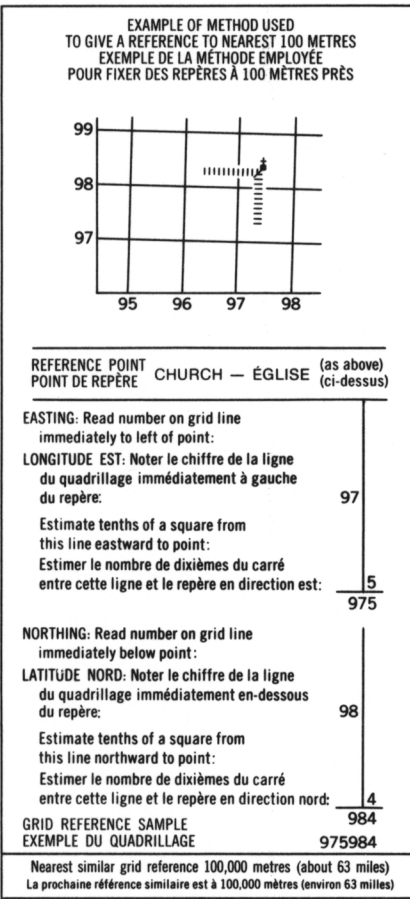 EXAMPLE OF METHOD USED
TO GIVE A REFERENCE TO NEAREST 100 METRES
EXEMPLE DE LA MÉTHODE EMPLOYÉE
POUR FIXER DES REPÈRES À 100 MÈTRES PRÈS
99
98
97
95 96 97 98
REFERENCE POINT CHURCH — ÉGLISE (as above)
POINT DE REPÈRE (ci-dessus)
EASTING: Read number on grid line
immediately to left of point:
LONGITUDE EST: Noter le chiffre de la ligne
du quadrillage immédiatement à gauche
du repère: 97
Estimate tenths of a square from
this line eastward to point:
Estimer le nombre de dixièmes du carré
entre cette ligne et le repère en direction est: 5
975
NORTHING: Read number on grid line
immediately below point:
LATITUDE NORD: Noter le chiffre de la ligne
du quadrillage immédiatement en-dessous
du repère: 98
Estimate tenths of a square from
this line northward to point:
Estimer le nombre de dixièmes du carré
entre cette ligne et le repère en direction nord: 4
984
GRID REFERENCE SAMPLE
EXEMPLE DU QUADRILLAGE 975984
Nearest similar grid reference 100,000 metres (about 63 miles)
La prochaine référence similaire est à 100,000 mètres (environ 63 milles)